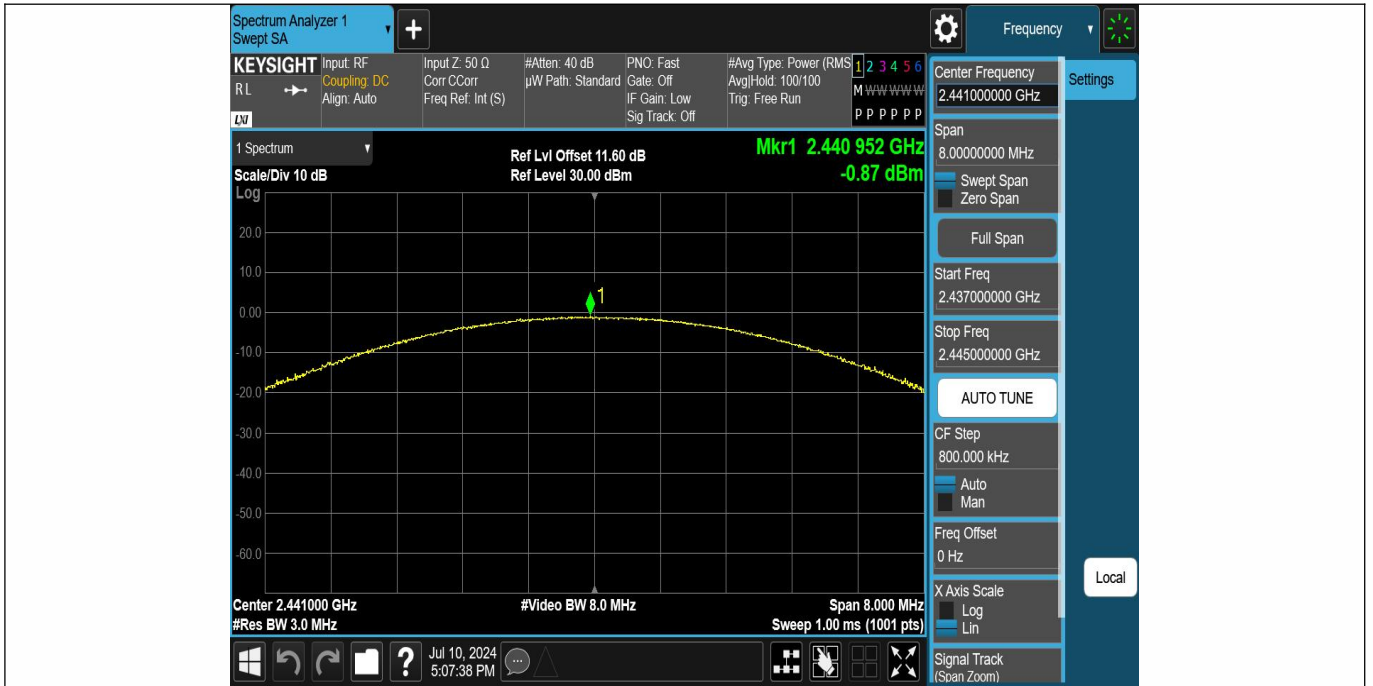 Spectrum Analyzer 1
Swept SA
+
Frequency
KEYSIGHT
R L
LXI
Input: RF
Coupling: DC
Align: Auto
Input Z: 50 Ω
Corr CCorr
Freq Ref: Int (S)
#Atten: 40 dB
µW Path: Standard
PNO: Fast
Gate: Off
IF Gain: Low
Sig Track: Off
#Avg Type: Power (RMS
Avg|Hold: 100/100
Trig: Free Run
1 2 3 4 5 6
M W W W W W
P P P P P P
1 Spectrum
Scale/Div 10 dB
Log
Ref Lvl Offset 11.60 dB
Ref Level 30.00 dBm
Mkr1 2.440 952 GHz
-0.87 dBm
20.0
10.0
0.00
-10.0
-20.0
-30.0
-40.0
-50.0
-60.0
1
Center 2.441000 GHz
#Res BW 3.0 MHz
#Video BW 8.0 MHz
Span 8.000 MHz
Sweep 1.00 ms (1001 pts)
?
Jul 10, 2024
5:07:38 PM
Center Frequency
2.441000000 GHz
Span
8.00000000 MHz
Swept Span
Zero Span
Full Span
Start Freq
2.437000000 GHz
Stop Freq
2.445000000 GHz
AUTO TUNE
CF Step
800.000 kHz
Auto
Man
Freq Offset
0 Hz
X Axis Scale
Log
Lin
Signal Track
(Span Zoom)
Settings
Local